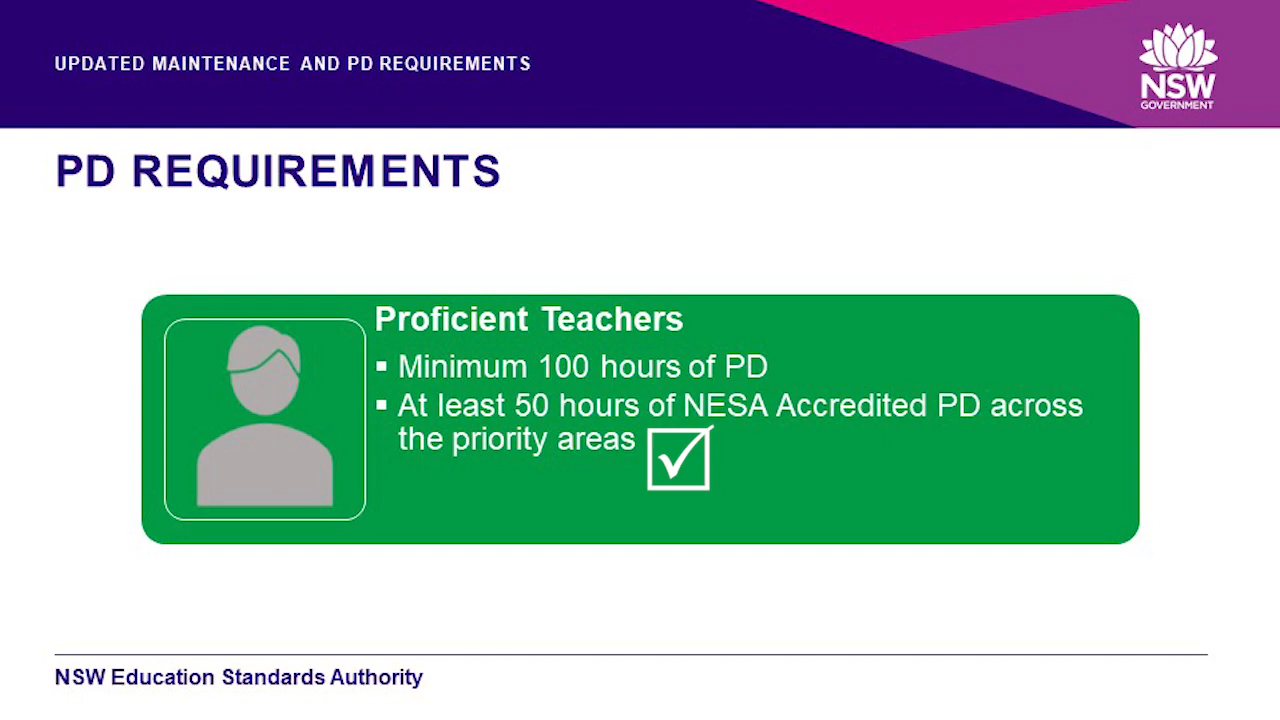 UPDATED MAINTENANCE AND PD REQUIREMENTS
NSW
GOVERNMENT
PD REQUIREMENTS
Proficient Teachers
▪ Minimum 100 hours of PD
▪ At least 50 hours of NESA Accredited PD across
the priority areas
NSW Education Standards Authority